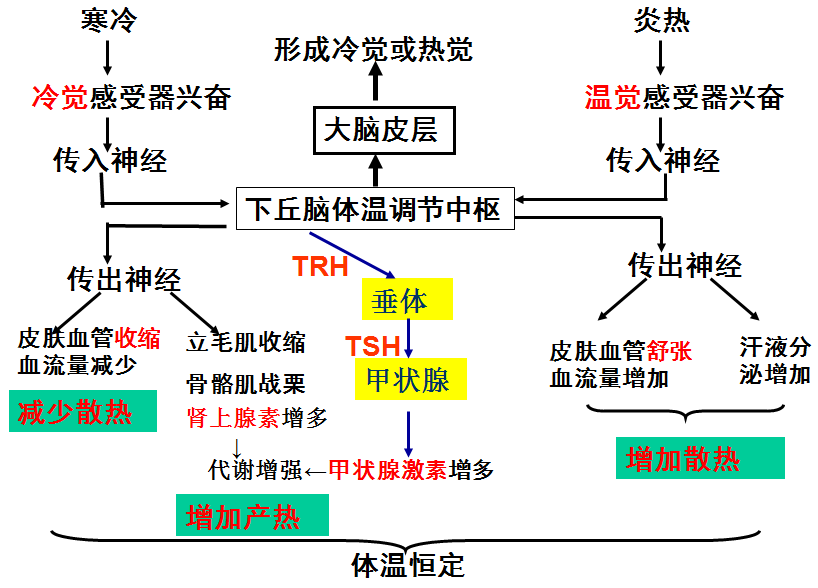 寒冷
炎热
形成冷觉或热觉
冷觉感受器兴奋
温觉感受器兴奋
大脑皮层
传入神经
传入神经
下丘脑体温调节中枢
TRH
传出神经
传出神经
垂体
皮肤血管收缩
血流量减少
立毛肌收缩
TSH
皮肤血管舒张
血流量增加
汗液分
泌增加
骨骼肌战栗
甲状腺
减少散热
肾上腺素增多
↓
代谢增强←甲状腺激素增多
增加散热
增加产热
体温恒定